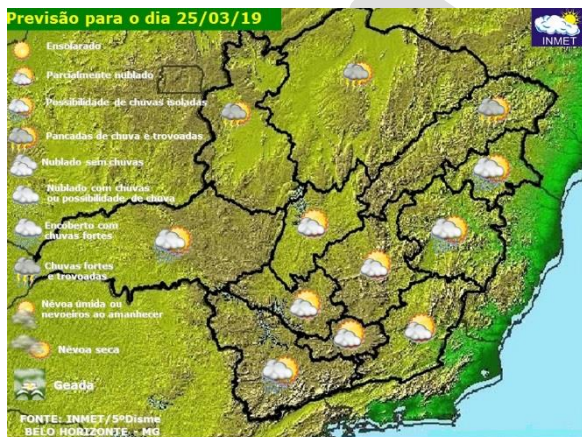 Previsão para o dia 25/03/19
INMET
Ensolarado
Parcialmente nublado
Possibilidade de chuvas isoladas
Pancadas de chuva e trovoadas
Nublado sem chuvas
Nublado com chuvas
ou possibilidade de chuva
Encoberto com
chuvas fortes
Chuvas fortes
e trovoadas
Névoa úmida ou
nevoeiros ao amanhecer
Névoa seca
Geada
FONTE: INMET/5ºDisme
BELO HORIZONTE - MG